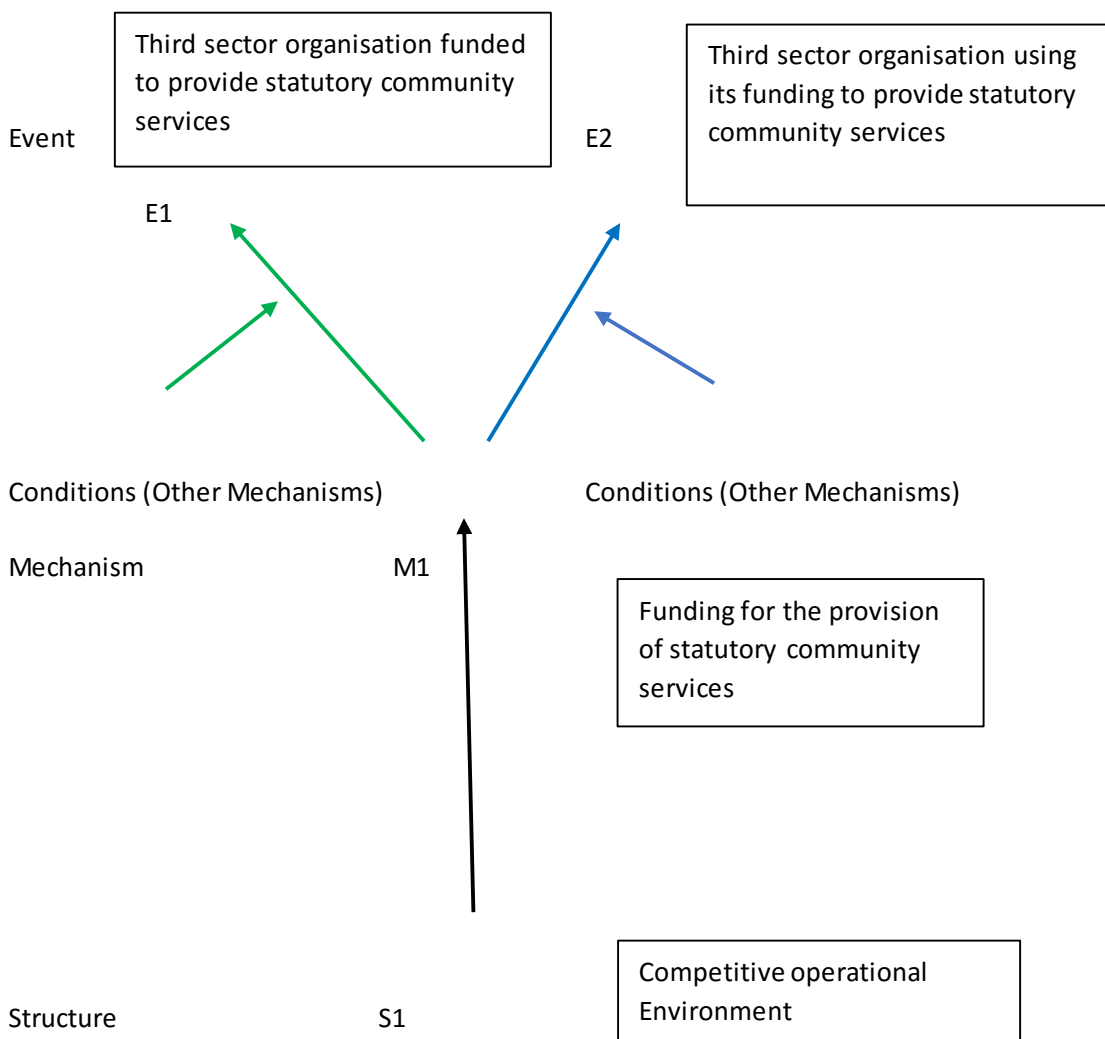 Third sector organisation funded
to provide statutory community
services
Third sector organisation using
its funding to provide statutory
community services
Event
E2
E1
Conditions (Other Mechanisms)
Conditions (Other Mechanisms)
Mechanism
M1
Funding for the provision
of statutory community
services
Competitive operational
Environment
Structure
S1